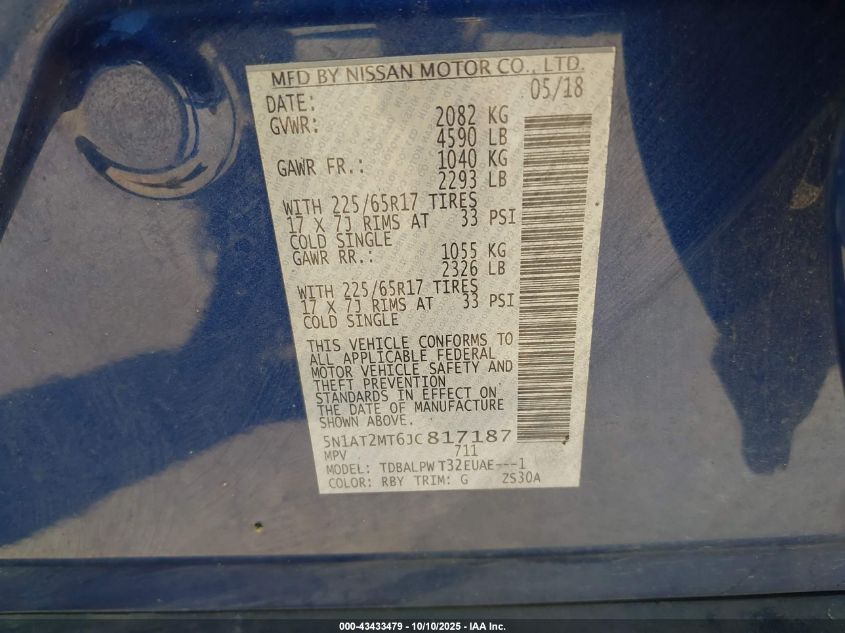 MFD BY NISSAN MOTOR CO., LTD.
DATE: 05/18
GVWR: 2082 KG
4590 LB
GAWR FR.: 1040 KG
2293 LB
WITH 225/65R17 TIRES
17 X 7J RIMS AT 33 PSI
COLD SINGLE
GAWR RR.: 1055 KG
2326 LB
WITH 225/65R17 TIRES
17 X 7J RIMS AT 33 PSI
COLD SINGLE
THIS VEHICLE CONFORMS TO
ALL APPLICABLE FEDERAL
MOTOR VEHICLE SAFETY AND
THEFT PREVENTION
STANDARDS IN EFFECT ON
THE DATE OF MANUFACTURE
SHOWN ABOVE.
5N1AT2MT6JC817187
MPV 711
MODEL: TDBALPW T32EUAE---1
COLOR: RBY TRIM: G ZS30A
000-43433479 - 10/10/2025 - IAA Inc.